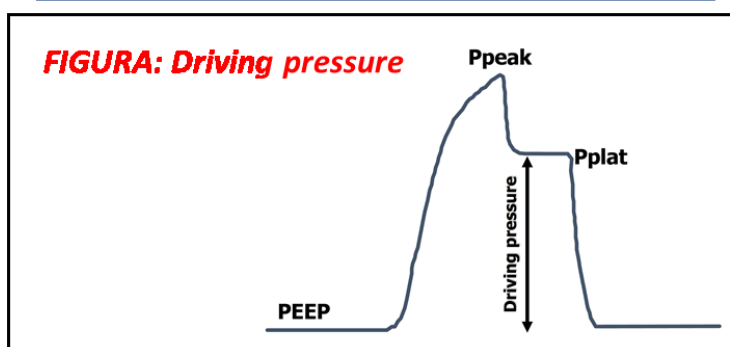 FIGURA: Driving pressure
Ppeak
Pplat
Driving pressure
PEEP